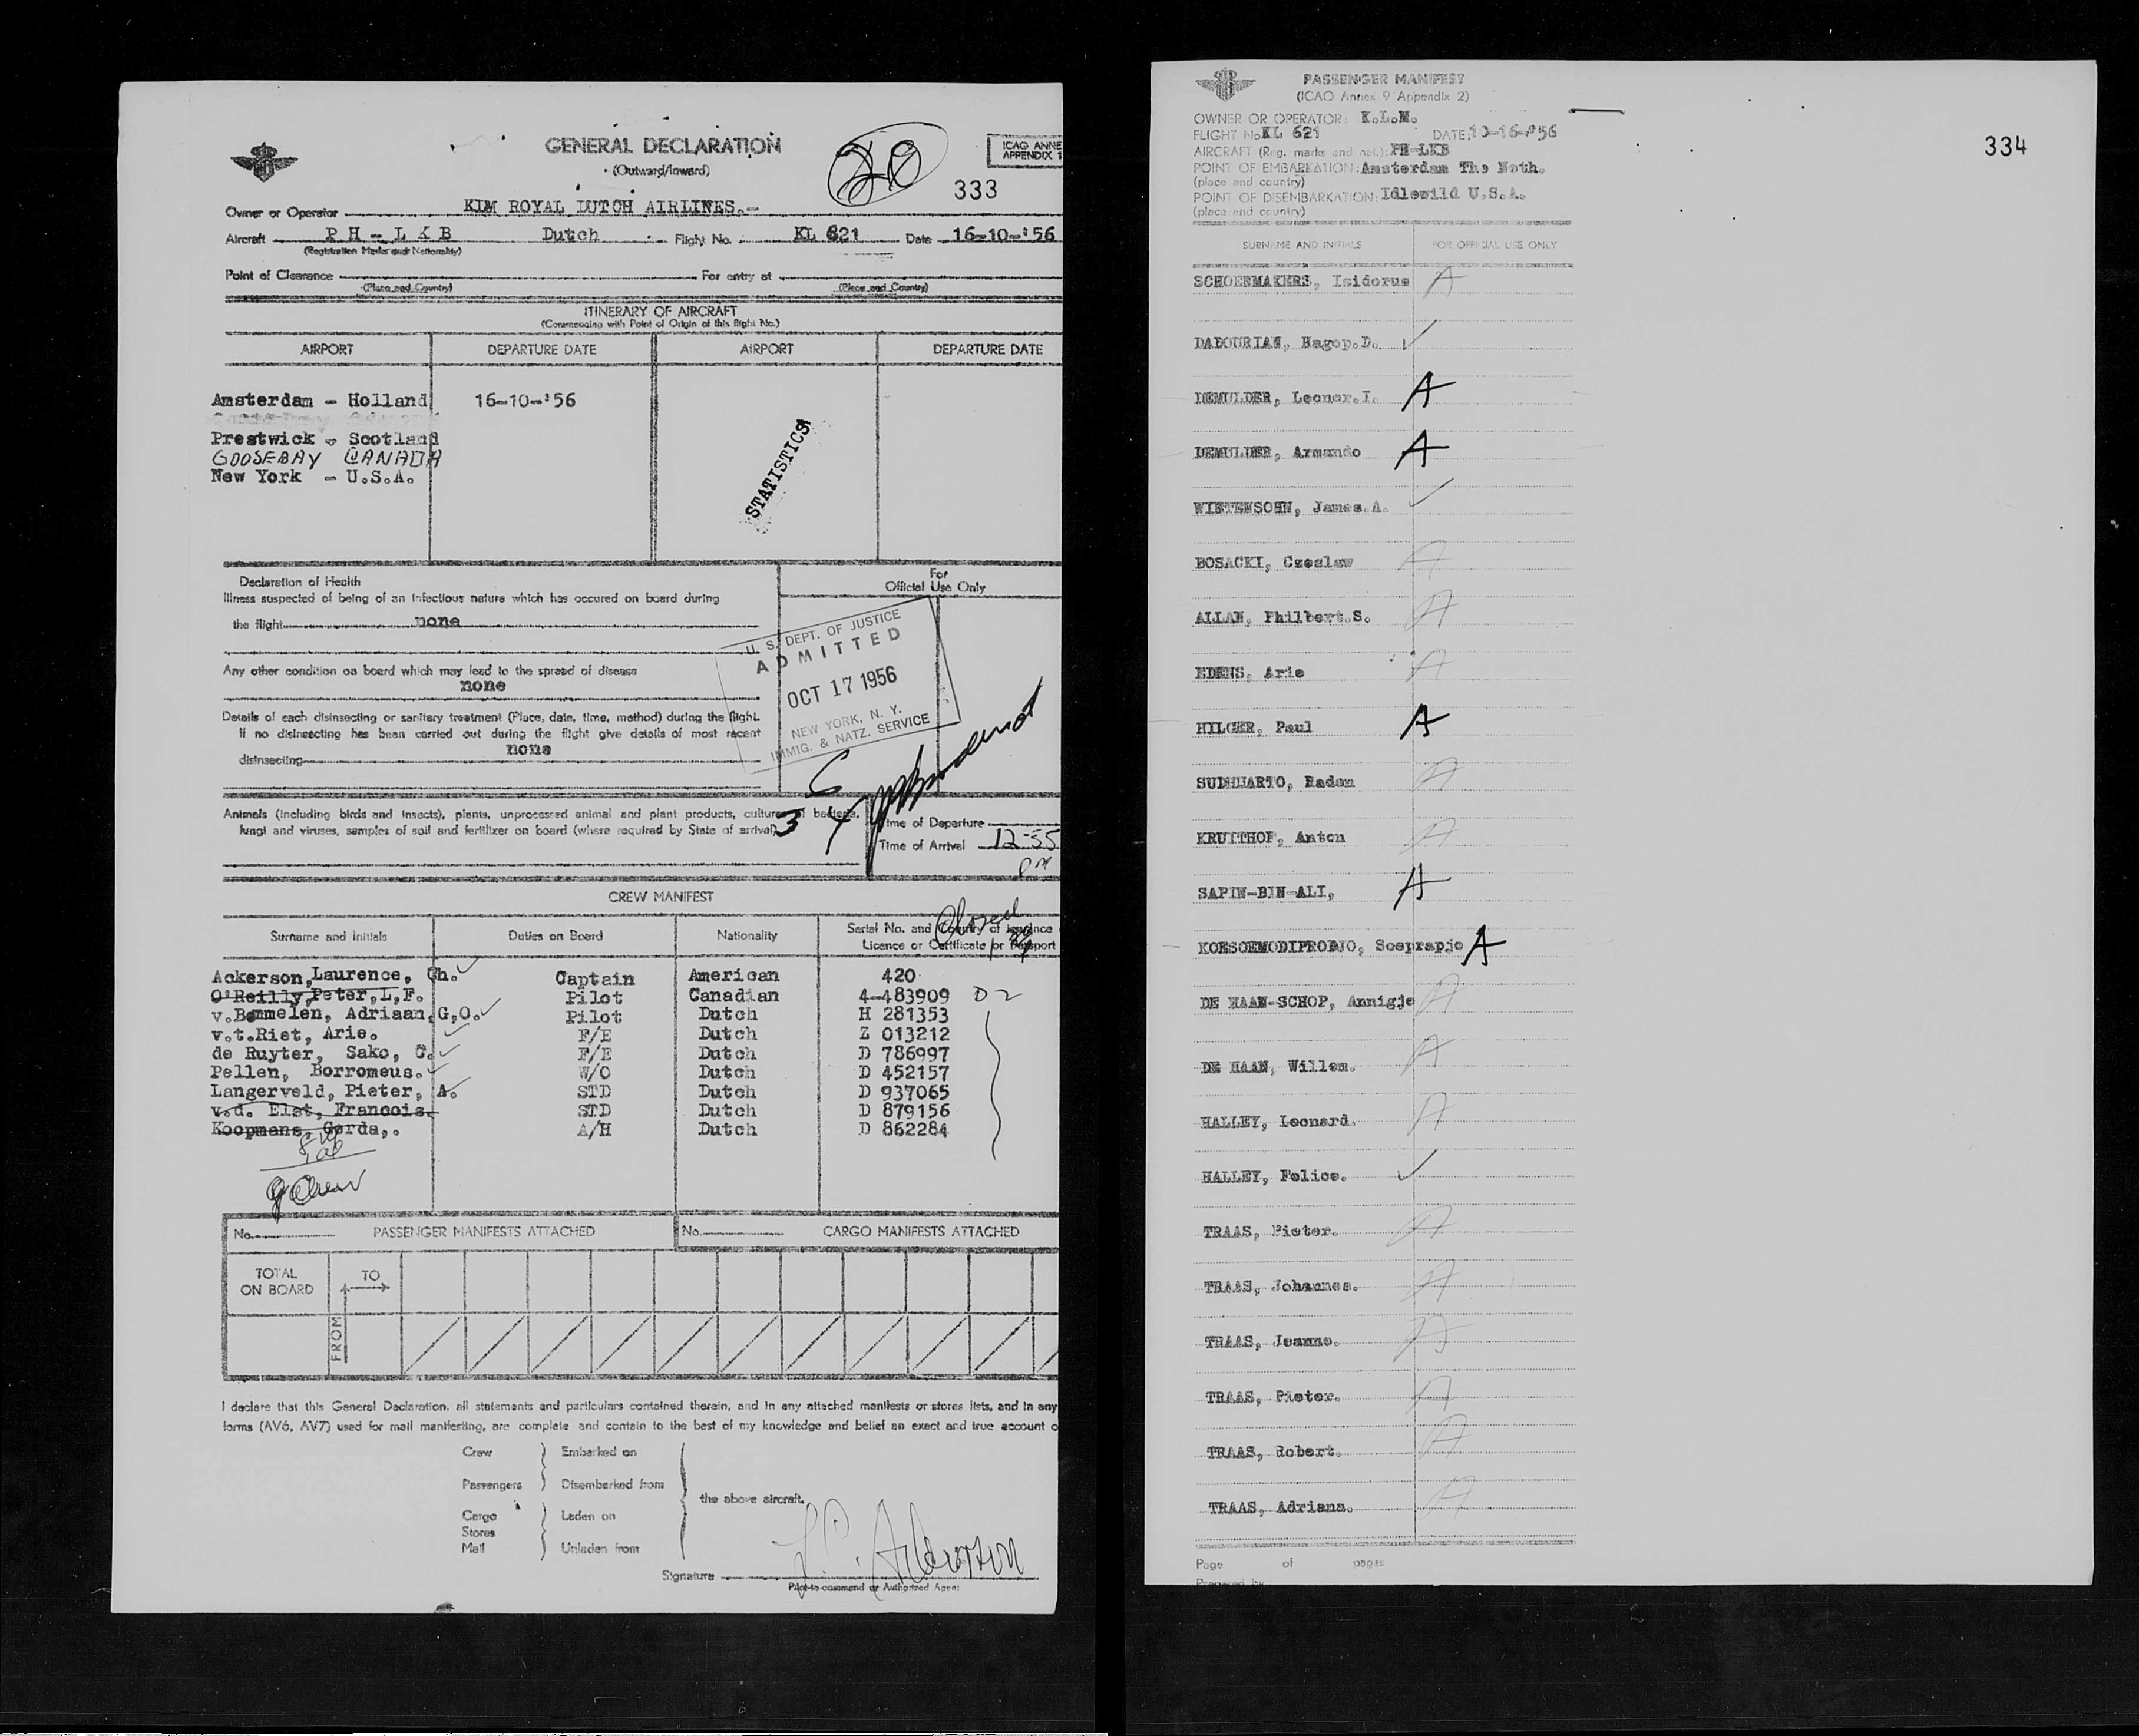 GENERAL DECLARATION
(Outward/Inward)
20
ICAO ANNE
APPENDIX 1
333
Owner or Operator KLM ROYAL DUTCH AIRLINES.-
Aircraft PH - LKB Dutch Flight No. KL 621 Date 16-10-'56
(Registration Marks and Nationality)
Point of Clearance For entry at
(Place and Country) (Place and Country)
ITINERARY OF AIRCRAFT
(Commencing with Point of Origin of this flight No.)
AIRPORT DEPARTURE DATE AIRPORT DEPARTURE DATE
Amsterdam - Holland 16-10-'56
Prestwick - Scotland
GOOSEBAY CANADA
New York - U.S.A.
STATISTICS
Declaration of Health
Illness suspected of being of an infectious nature which has occured on board during
the flight none
Any other condition on board which may lead to the spread of disease
none
Details of each disinsecting or sanitary treatment (Place, date, time, method) during the flight.
If no disinsecting has been carried out during the flight give details of most recent
none
disinsecting
For
Official Use Only
U. S. DEPT. OF JUSTICE
ADMITTED
OCT 17 1956
NEW YORK, N. Y.
IMMIG. & NATZ. SERVICE
Animals (including birds and insects), plants, unprocessed animal and plant products, cultures of bacteria,
fungi and viruses, samples of soil and fertilizer on board (where required by State of arrival)
3
Time of Departure
Time of Arrival 12-55
PM
CREW MANIFEST
Surname and Initials Duties on Board Nationality Serial No. and Country of Issuance
Licence or Certificate or Passport
Ackerson, Laurence, Ch. Captain American 420
O'Reilly, Peter, L, F. Pilot Canadian 4-483909 D2
v.Bemmelen, Adriaan, G,O. Pilot Dutch H 281353
v.t.Riet, Arie. F/E Dutch Z 013212
de Ruyter, Sako, C. F/E Dutch D 786997
Pellen, Borromeus. W/O Dutch D 452157
Langerveld, Pieter, A. STD Dutch D 937065
v.d. Elst, Francois. STD Dutch D 879156
Koopmans, Gerda,. A/H Dutch D 862284
No. PASSENGER MANIFESTS ATTACHED No. CARGO MANIFESTS ATTACHED
TOTAL
ON BOARD
TO
FROM
I declare that this General Declaration, all statements and particulars contained therein, and in any attached manifests or stores lists, and in any
forms (AV6, AV7) used for mail manifesting, are complete and contain to the best of my knowledge and belief an exact and true account o
Crew Embarked on
Passengers Disembarked from
the above aircraft.
Cargo Laden on
Stores
Mail Unladen from
Signature
Pilot-in-command or Authorized Agent
PASSENGER MANIFEST
(ICAO Annex 9 Appendix 2)
OWNER OR OPERATOR: K.L.M.
FLIGHT No KL 621 DATE: 10-16-'56
334
AIRCRAFT (Reg. marks and nat.): PH-LKB
POINT OF EMBARKATION: Amsterdam The Neth.
(place and country)
POINT OF DISEMBARKATION: Idlewild U.S.A.
(place and country)
SURNAME AND INITIALS FOR OFFICIAL USE ONLY
SCHOENMAKERS, Isidorus A
DADOURIAN, Hagop.D.
DEMULDER, Leonor.I. A
DEMULDER, Armando A
WIETENSOHN, James.A.
BOSACKI, Czeslaw A
ALLAN, Philbert.S. A
EDENS, Arie A
HILGER, Paul A
SUDHIARTO, Raden A
KRUITHOF, Anton A
SAPIN-BIN-ALI, A
KOESOEMODIPRODJO, Soeprapjo A
DE HAAN-SCHOP, Annigje A
DE HAAN, Willem. A
HALLEY, Leonard. A
HALLEY, Felice.
TRAAS, Pieter. A
TRAAS, Johannes. A
TRAAS, Jeanne. A
TRAAS, Pieter. A
TRAAS, Robert. A
TRAAS, Adriana. A
Page of pages
Prepared by